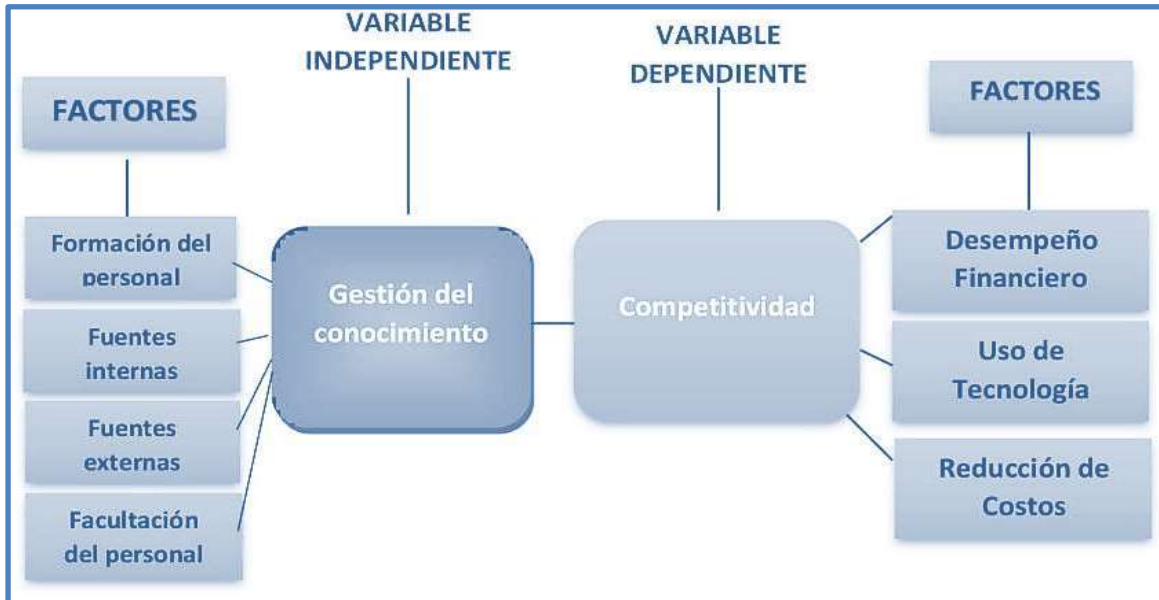 VARIABLE
INDEPENDIENTE
VARIABLE
DEPENDIENTE
FACTORES
FACTORES
Formación del
personal
Fuentes
internas
Fuentes
externas
Facultación
del personal
Gestión del
conocimiento
Competitividad
Desempeño
Financiero
Uso de
Tecnología
Reducción de
Costos